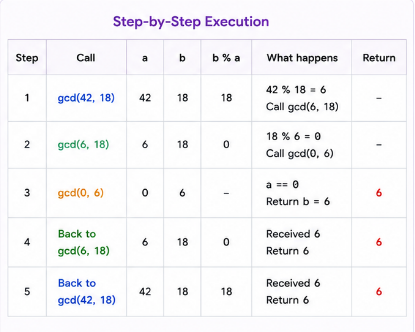 Step-by-Step Execution
Step Call a b b % a What happens Return
1 gcd(42, 18) 42 18 18 42 % 18 = 6 –
Call gcd(6, 18)
2 gcd(6, 18) 6 18 0 18 % 6 = 0 –
Call gcd(0, 6)
3 gcd(0, 6) 0 6 – a == 0 6
Return b = 6
4 Back to 6 18 0 Received 6 6
gcd(6, 18) Return 6
5 Back to 42 18 18 Received 6 6
gcd(42, 18) Return 6